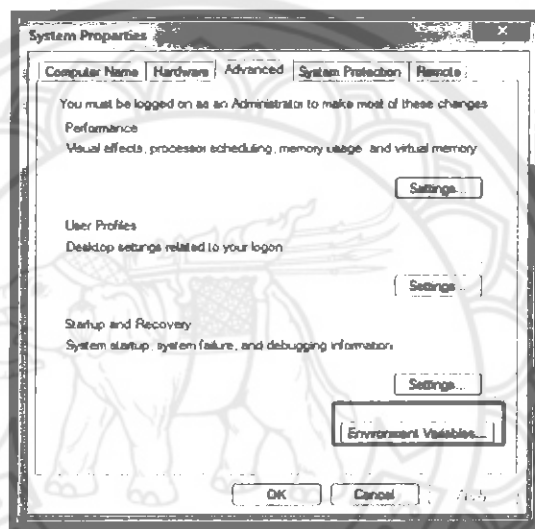 System Properties
Computer Name Hardware Advanced System Protection Remote
You must be logged on as an Administrator to make most of these changes
Performance
Visual effects, processor scheduling, memory usage, and virtual memory
Settings...
User Profiles
Desktop settings related to your logon
Settings...
Startup and Recovery
System startup, system failure, and debugging information
Settings...
Environment Variables...
OK Cancel